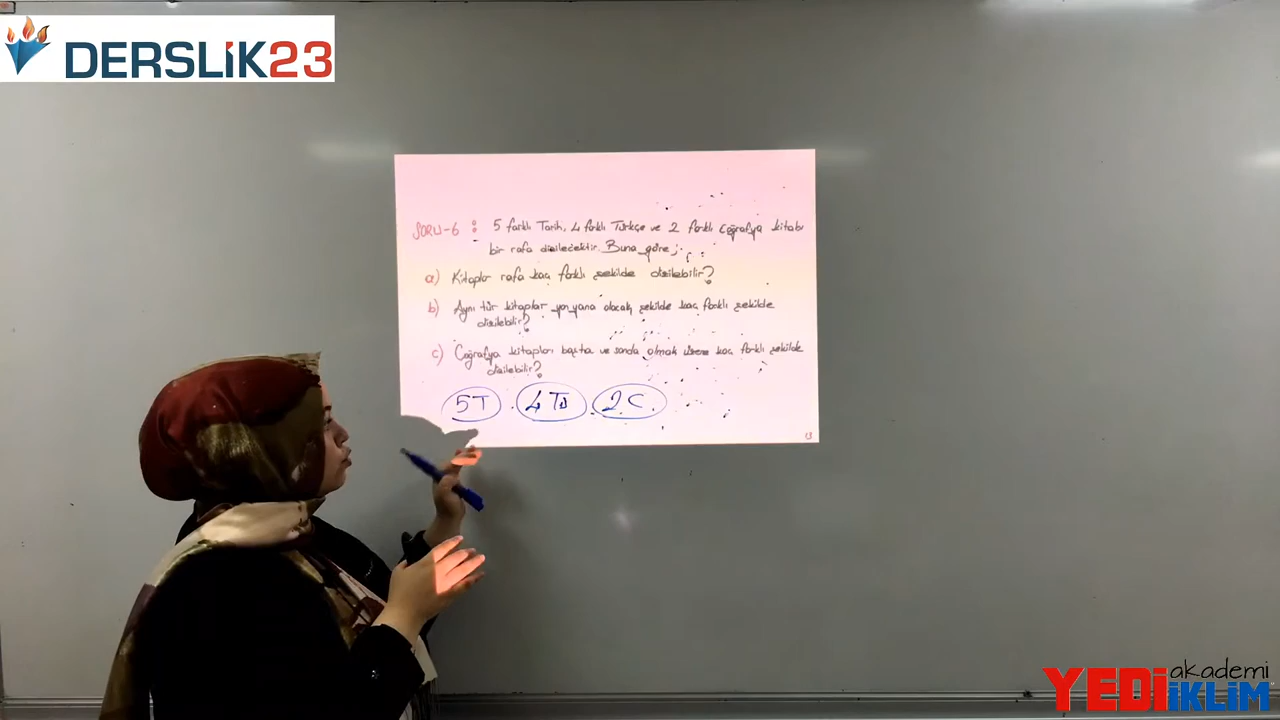 DERSLİK23
SORU-6 : 5 farklı Tarih, 4 farklı Türkçe ve 2 farklı Coğrafya kitabı
bir rafa dizilecektir. Buna göre;
a) Kitaplar rafa kaç farklı şekilde dizilebilir?
b) Aynı tür kitaplar yan yana olacak şekilde kaç farklı şekilde
dizilebilir?
c) Coğrafya kitapları başta ve sonda olmak üzere kaç farklı şekilde
dizilebilir?
5T . 4 Tü . 2C.
YEDİ akademi
İKLİM